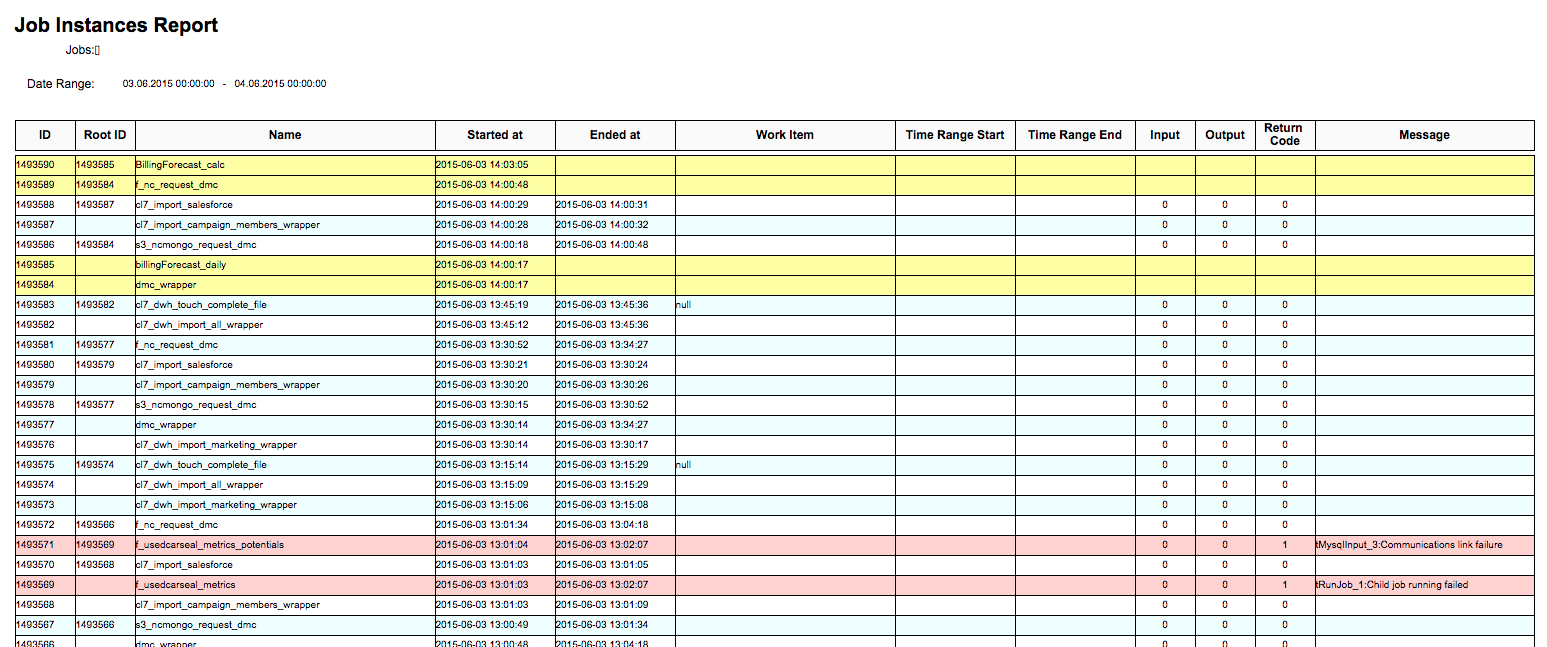 Job Instances Report
Jobs:[]
Date Range: 03.06.2015 00:00:00 - 04.06.2015 00:00:00
ID Root ID Name Started at Ended at Work Item Time Range Start Time Range End Input Output Return Code Message
1493590 1493585 BillingForecast_calc 2015-06-03 14:03:05
1493589 1493584 f_nc_request_dmc 2015-06-03 14:00:48
1493588 1493587 cl7_import_salesforce 2015-06-03 14:00:29 2015-06-03 14:00:31 0 0 0
1493587 cl7_import_campaign_members_wrapper 2015-06-03 14:00:28 2015-06-03 14:00:32 0 0 0
1493586 1493584 s3_ncmongo_request_dmc 2015-06-03 14:00:18 2015-06-03 14:00:48 0 0 0
1493585 billingForecast_daily 2015-06-03 14:00:17
1493584 dmc_wrapper 2015-06-03 14:00:17
1493583 1493582 cl7_dwh_touch_complete_file 2015-06-03 13:45:19 2015-06-03 13:45:36 null 0 0 0
1493582 cl7_dwh_import_all_wrapper 2015-06-03 13:45:12 2015-06-03 13:45:36 0 0 0
1493581 1493577 f_nc_request_dmc 2015-06-03 13:30:52 2015-06-03 13:34:27 0 0 0
1493580 1493579 cl7_import_salesforce 2015-06-03 13:30:21 2015-06-03 13:30:24 0 0 0
1493579 cl7_import_campaign_members_wrapper 2015-06-03 13:30:20 2015-06-03 13:30:26 0 0 0
1493578 1493577 s3_ncmongo_request_dmc 2015-06-03 13:30:15 2015-06-03 13:30:52 0 0 0
1493577 dmc_wrapper 2015-06-03 13:30:14 2015-06-03 13:34:27 0 0 0
1493576 cl7_dwh_import_marketing_wrapper 2015-06-03 13:30:14 2015-06-03 13:30:17 0 0 0
1493575 1493574 cl7_dwh_touch_complete_file 2015-06-03 13:15:14 2015-06-03 13:15:29 null 0 0 0
1493574 cl7_dwh_import_all_wrapper 2015-06-03 13:15:09 2015-06-03 13:15:29 0 0 0
1493573 cl7_dwh_import_marketing_wrapper 2015-06-03 13:15:06 2015-06-03 13:15:08 0 0 0
1493572 1493566 f_nc_request_dmc 2015-06-03 13:01:34 2015-06-03 13:04:18 0 0 0
1493571 1493569 f_usedcarseal_metrics_potentials 2015-06-03 13:01:04 2015-06-03 13:02:07 0 0 1 tMysqlInput_3:Communications link failure
1493570 1493568 cl7_import_salesforce 2015-06-03 13:01:03 2015-06-03 13:01:05 0 0 0
1493569 f_usedcarseal_metrics 2015-06-03 13:01:03 2015-06-03 13:02:07 0 0 1 tRunJob_1:Child job running failed
1493568 cl7_import_campaign_members_wrapper 2015-06-03 13:01:03 2015-06-03 13:01:09 0 0 0
1493567 1493566 s3_ncmongo_request_dmc 2015-06-03 13:00:49 2015-06-03 13:01:34 0 0 0
1493566 dmc_wrapper 2015-06-03 13:00:48 2015-06-03 13:04:18 0 0 0